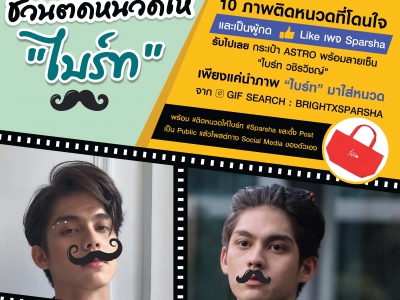 ชวนติดหนวดให้
"ไบร์ท"
10 ภาพติดหนวดที่โดนใจ
และเป็นผู้กด Like เพจ Sparsha
รับไปเลย กระเป๋า ASTRO พร้อมลายเซ็น
"ไบร์ท วชิรวิชญ์"
เพียงแค่นำภาพ "ไบร์ท" มาใส่หนวด
จาก GIF SEARCH : BRIGHTXSPARSHA
พร้อม #ติดหนวดให้ไบร์ท #Sparsha และตั้ง Post
เป็น Public แล้วโพสต์ทาง Social Media ของตัวเอง